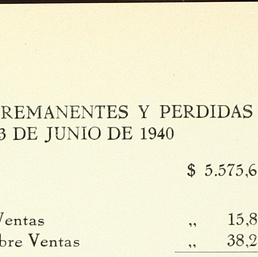 REMANENTES Y PERDIDAS
3 DE JUNIO DE 1940
$ 5.575,6
Ventas ,, 15,8
bre Ventas ,, 38,2